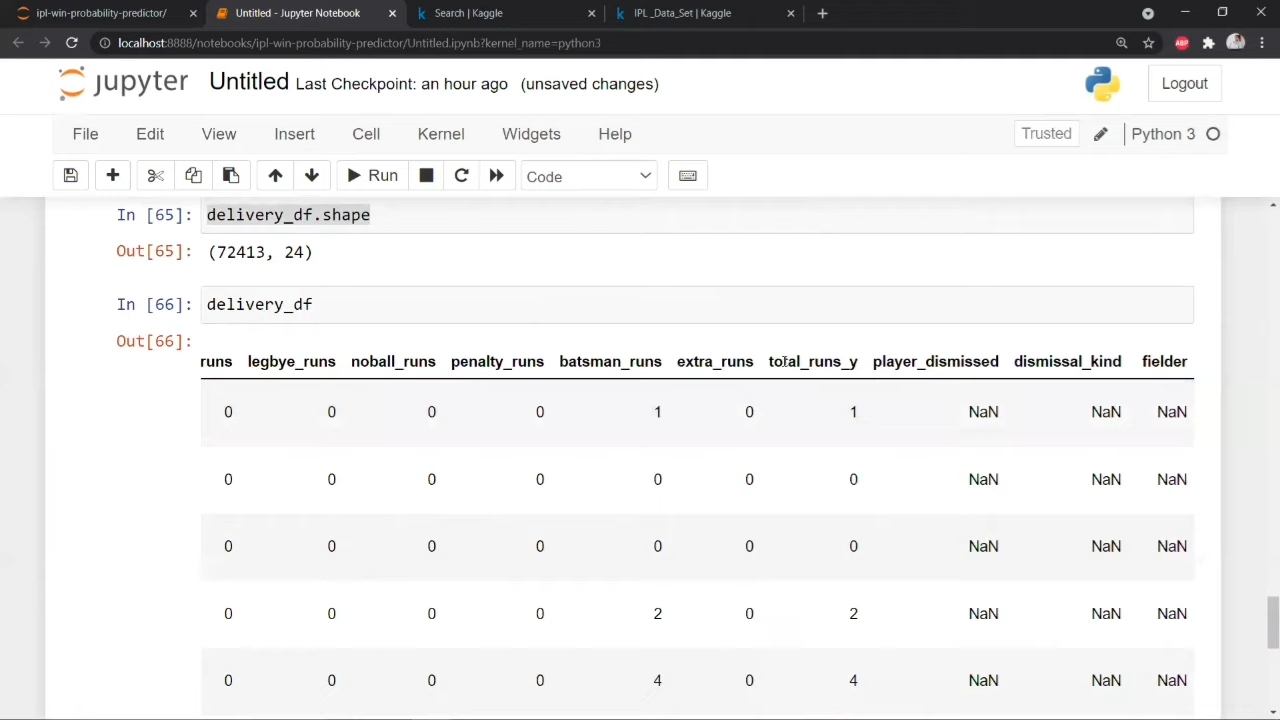 ipl-win-probability-predictor/ Untitled - Jupyter Notebook Search | Kaggle IPL _Data_Set | Kaggle
localhost:8888/notebooks/ipl-win-probability-predictor/Untitled.ipynb?kernel_name=python3 ABP
jupyter Untitled Last Checkpoint: an hour ago (unsaved changes) Logout
File Edit View Insert Cell Kernel Widgets Help Trusted Python 3
Run Code
In [65]: delivery_df.shape
Out[65]: (72413, 24)
In [66]: delivery_df
Out[66]:
runs legbye_runs noball_runs penalty_runs batsman_runs extra_runs total_runs_y player_dismissed dismissal_kind fielder
0 0 0 0 1 0 1 NaN NaN NaN
0 0 0 0 0 0 0 NaN NaN NaN
0 0 0 0 0 0 0 NaN NaN NaN
0 0 0 0 2 0 2 NaN NaN NaN
0 0 0 0 4 0 4 NaN NaN NaN